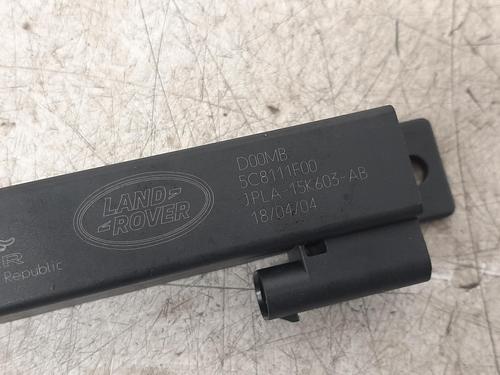 D00MB
5C8111F00
JPLA-15K603-AB
18/04/04
LAND-
-ROVER
R
Republic